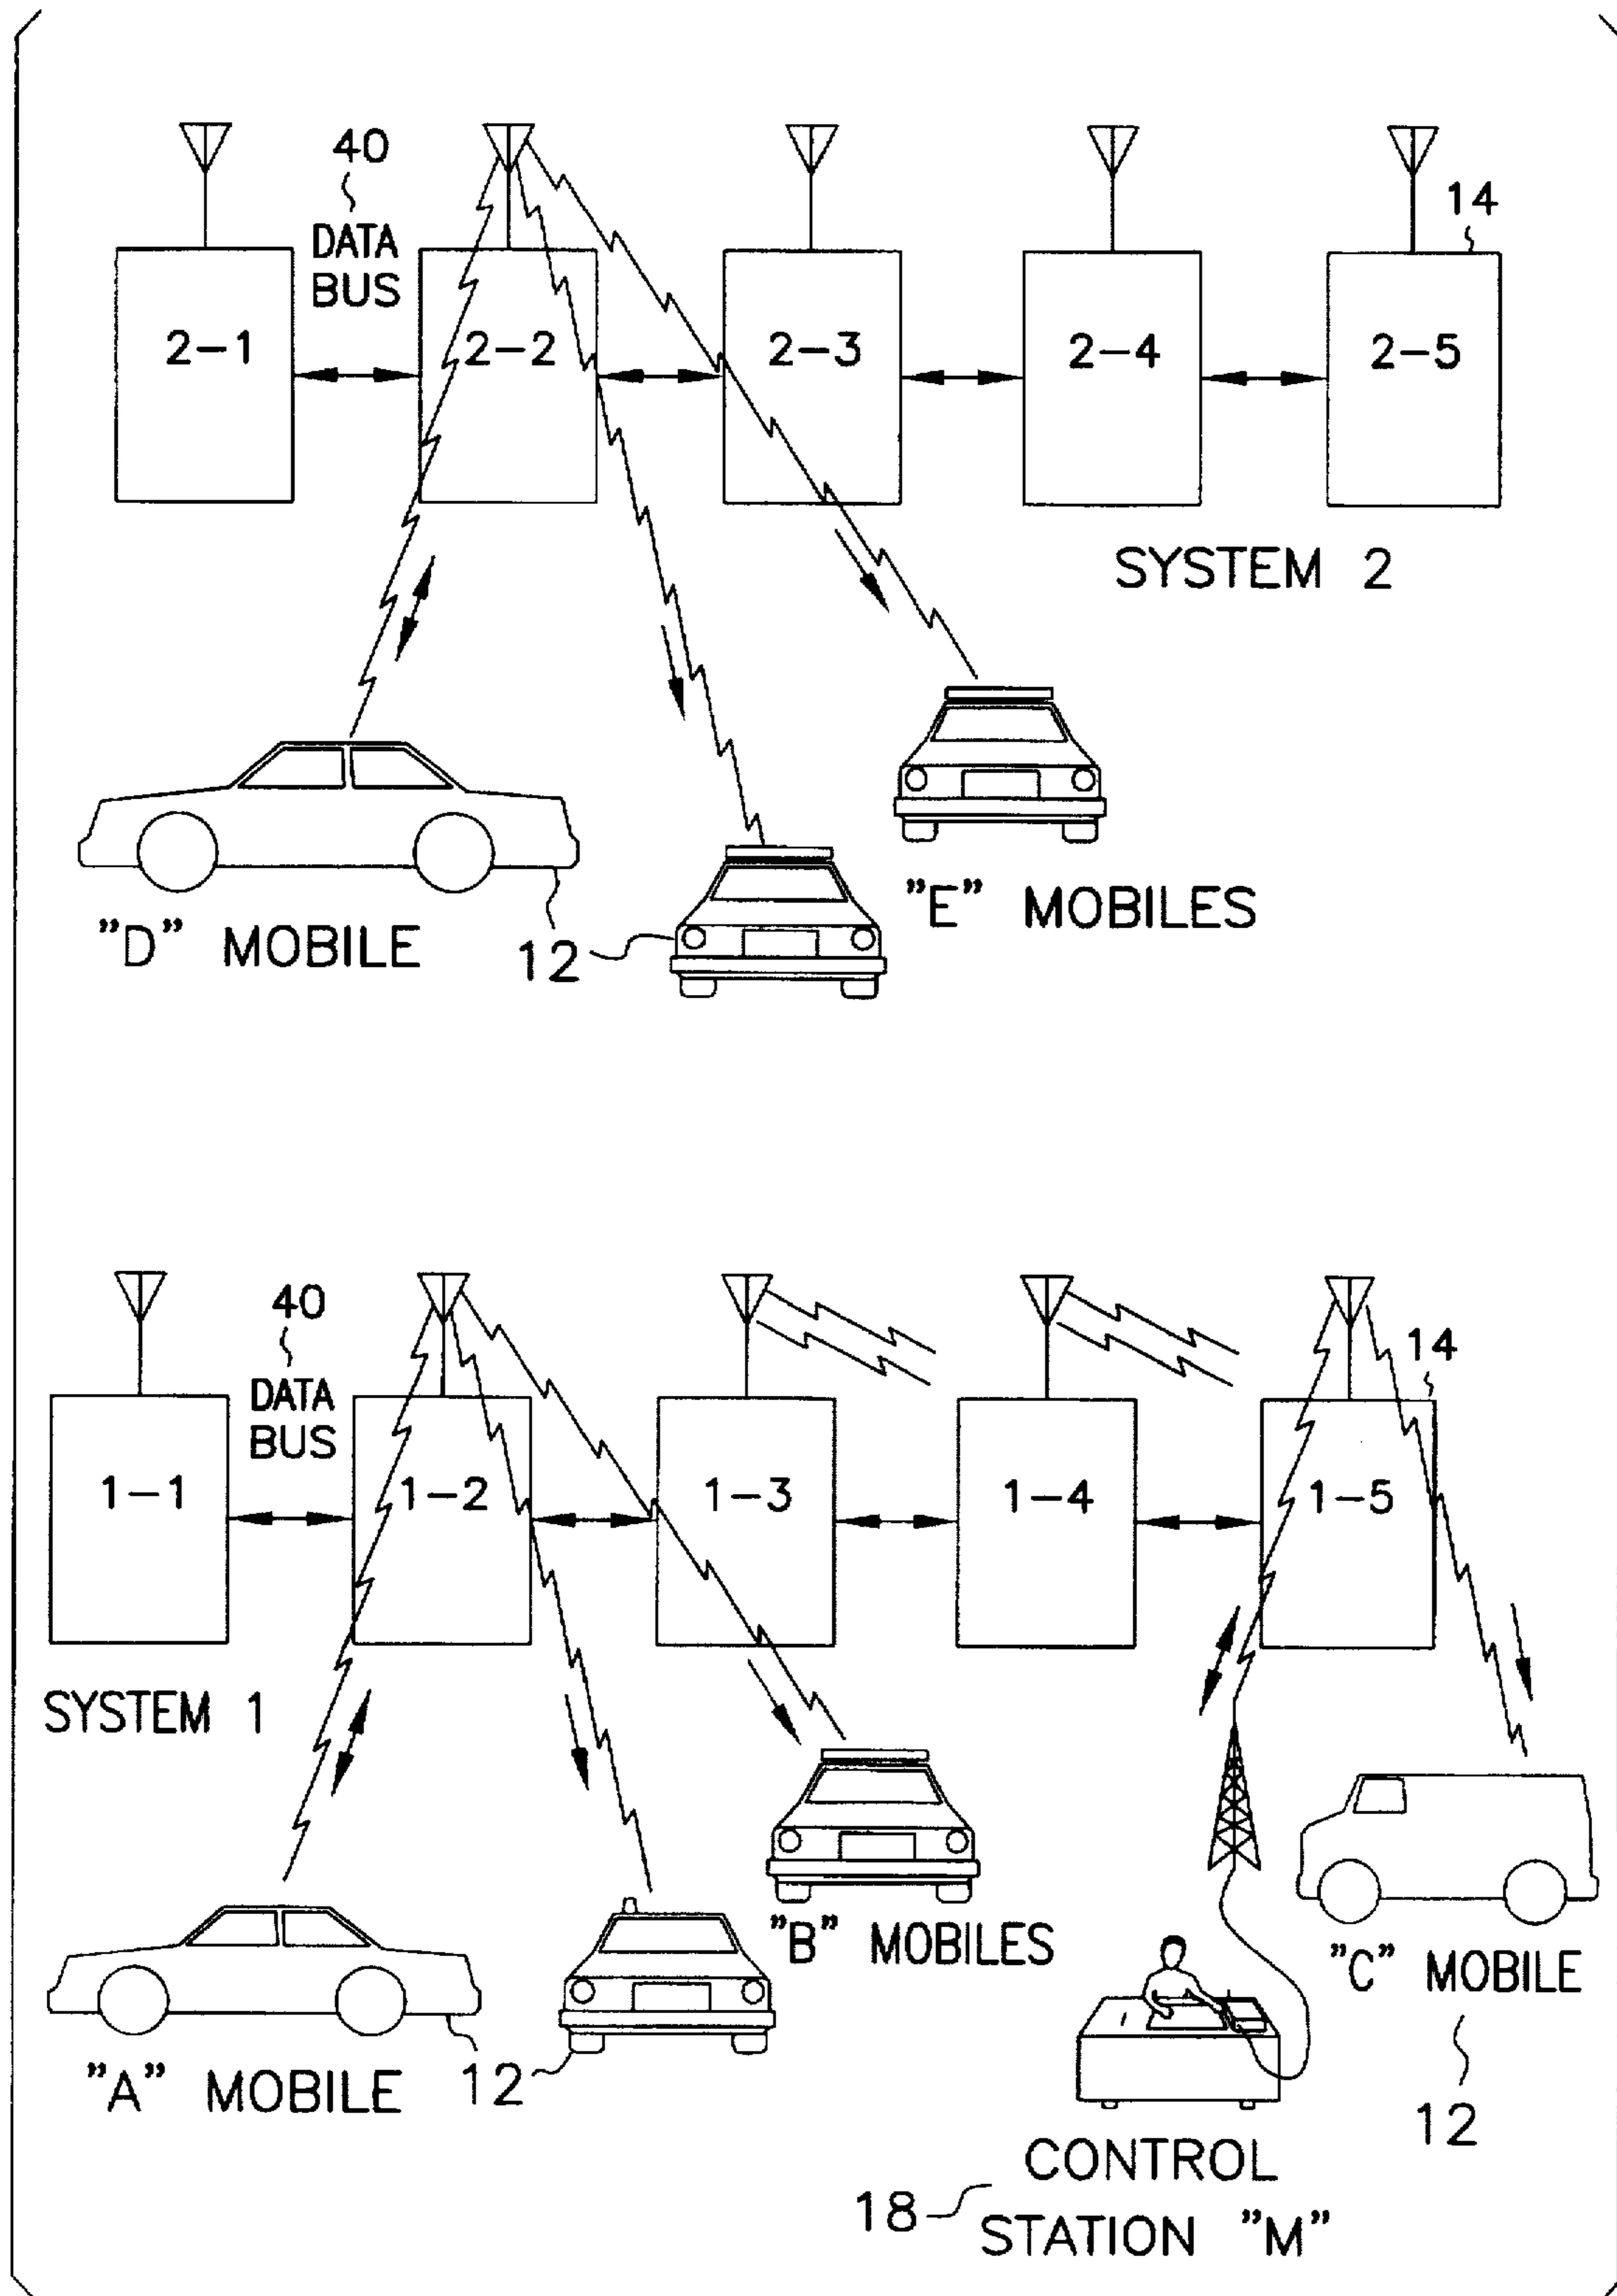 40
DATA
BUS
14
2-1
2-2
2-3
2-4
2-5
SYSTEM 2
"D" MOBILE
12
"E" MOBILES
40
DATA
BUS
14
1-1
1-2
1-3
1-4
1-5
SYSTEM 1
"B" MOBILES
"C" MOBILE
"A" MOBILE
12
12
CONTROL
18
STATION "M"